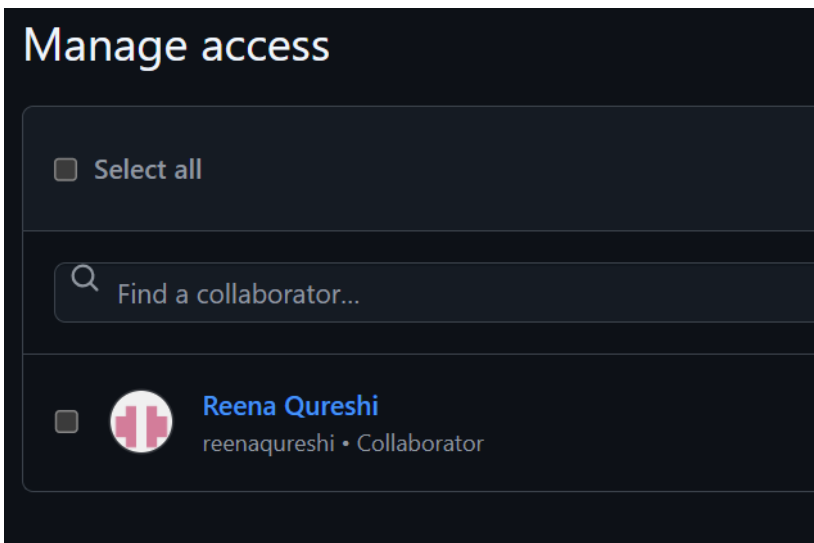 Manage access
Select all
Find a collaborator...
Reena Qureshi
reenaqureshi • Collaborator